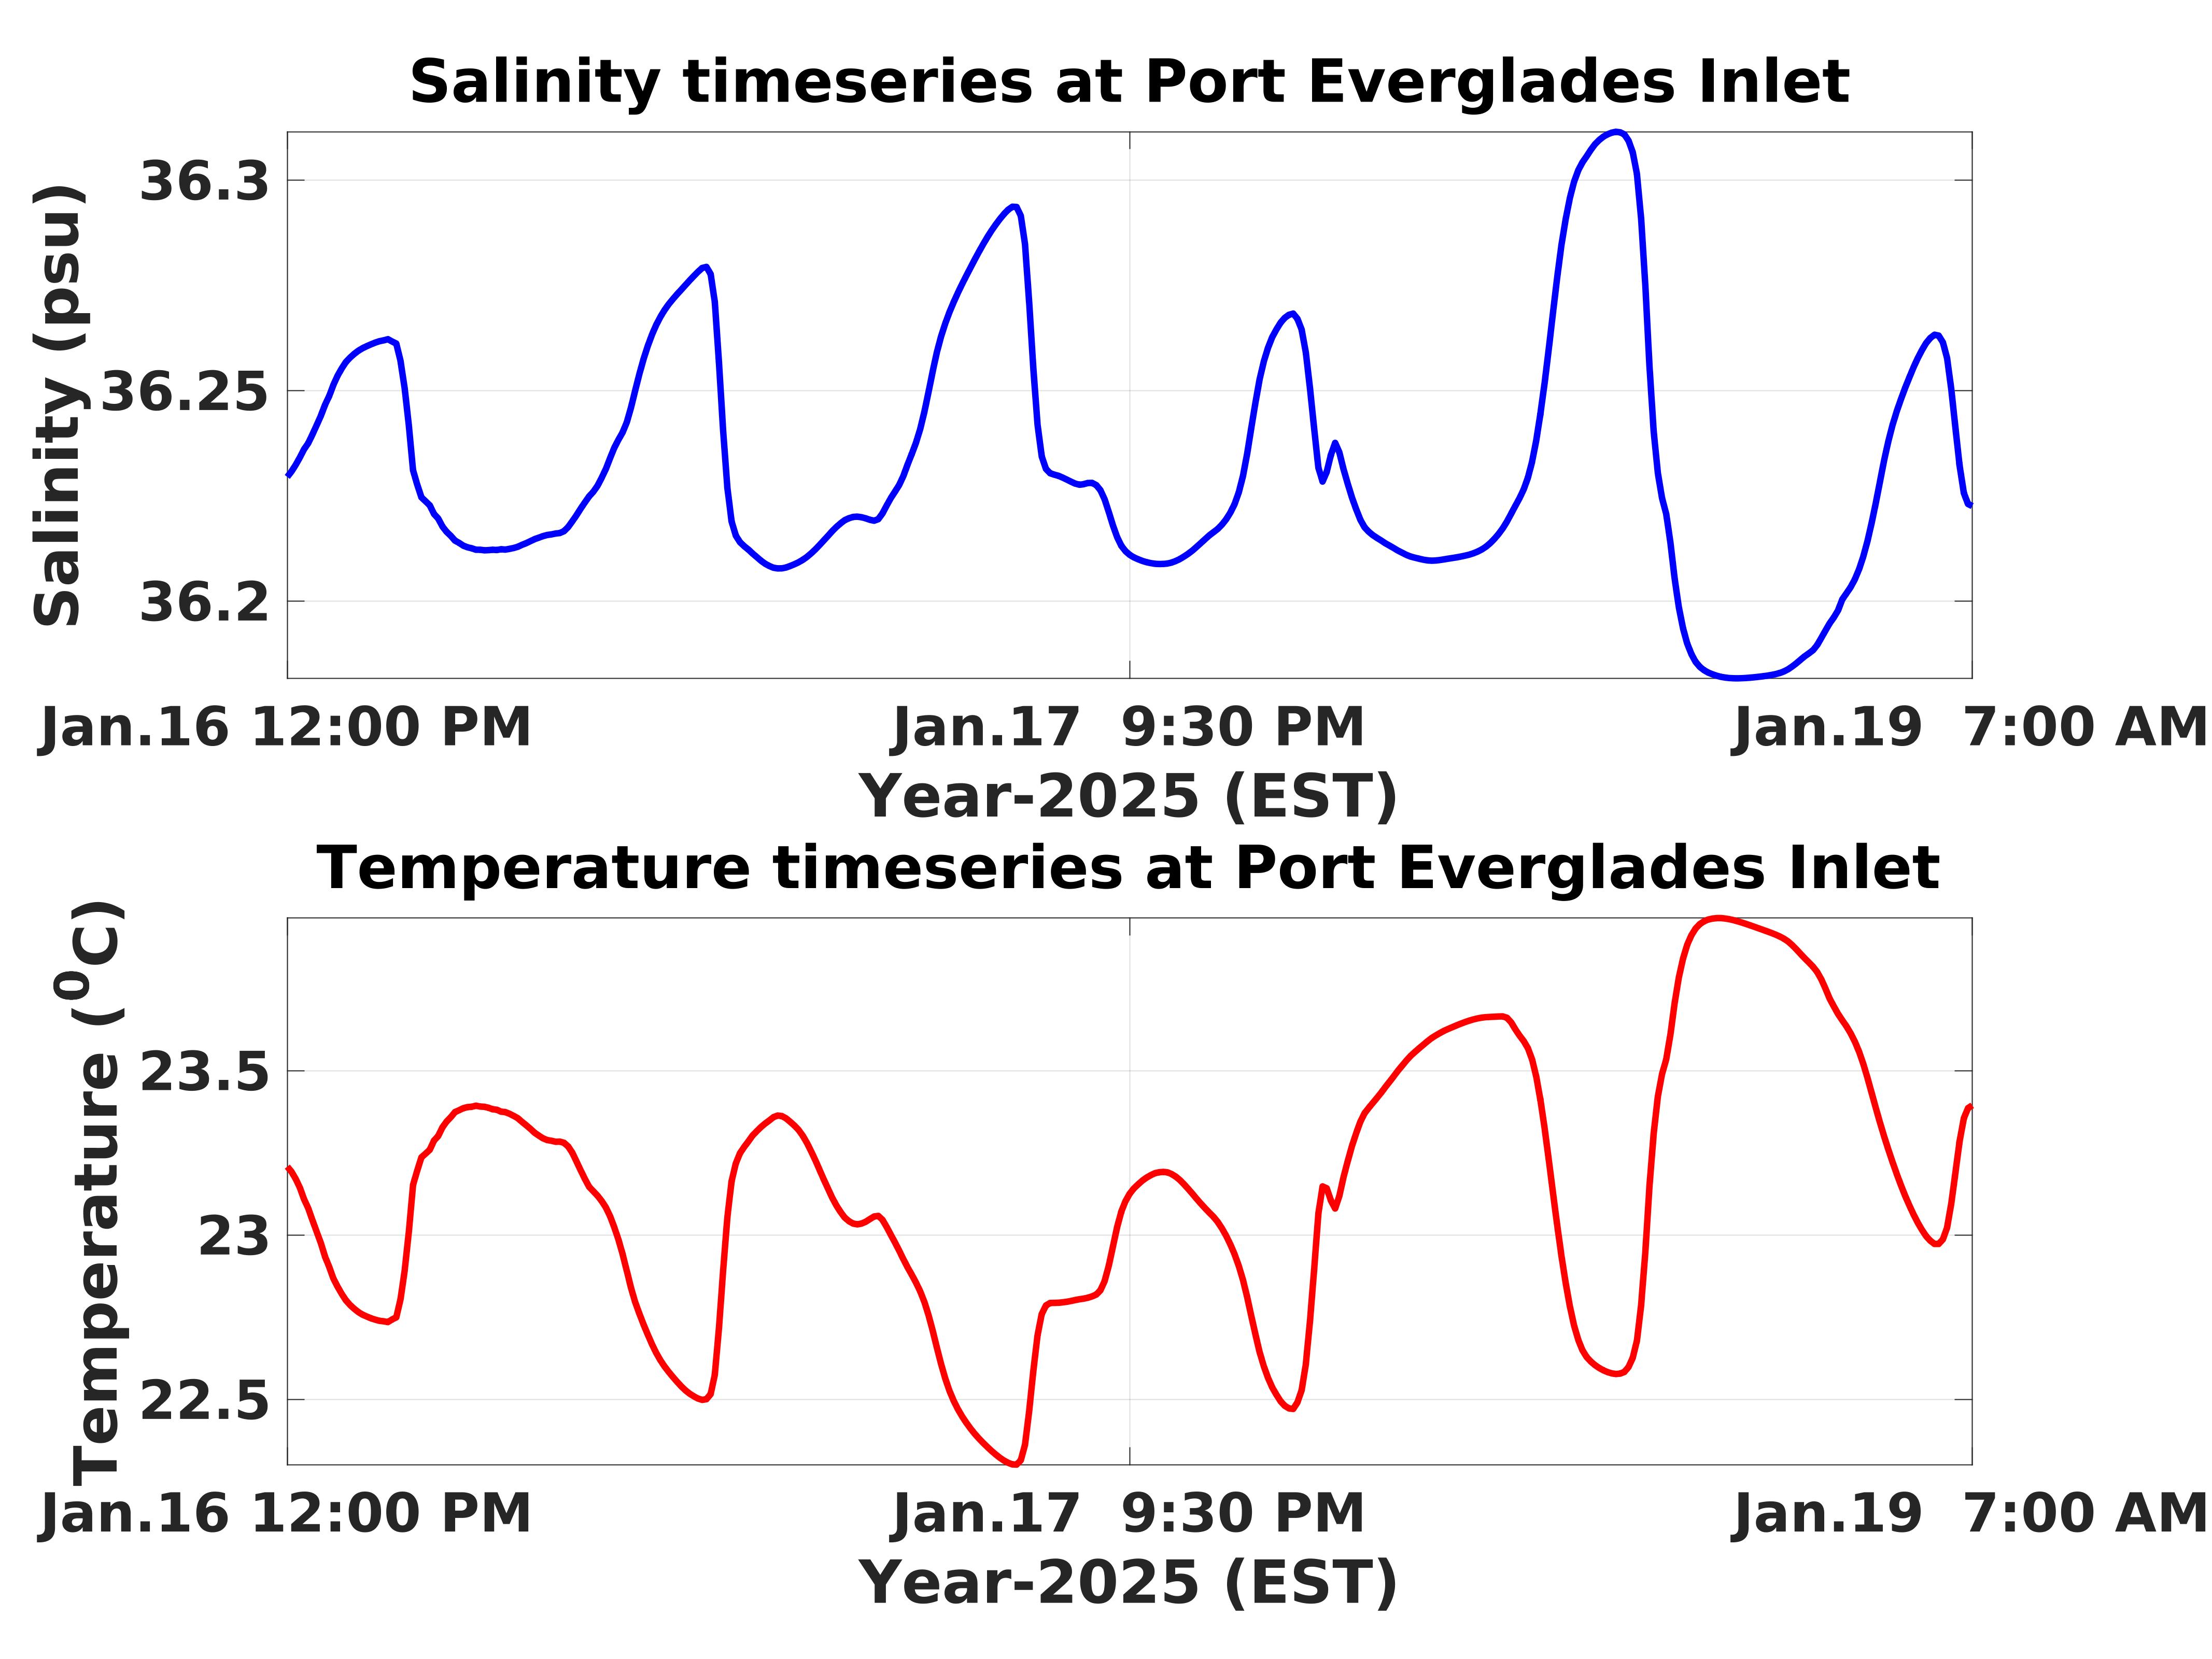 Salinity timeseries at Port Everglades Inlet
Salinity (psu)
36.3
36.25
36.2
Jan.16 12:00 PM Jan.17 9:30 PM Jan.19 7:00 AM
Year-2025 (EST)
Temperature timeseries at Port Everglades Inlet
Temperature (⁰C)
23.5
23
22.5
Jan.16 12:00 PM Jan.17 9:30 PM Jan.19 7:00 AM
Year-2025 (EST)